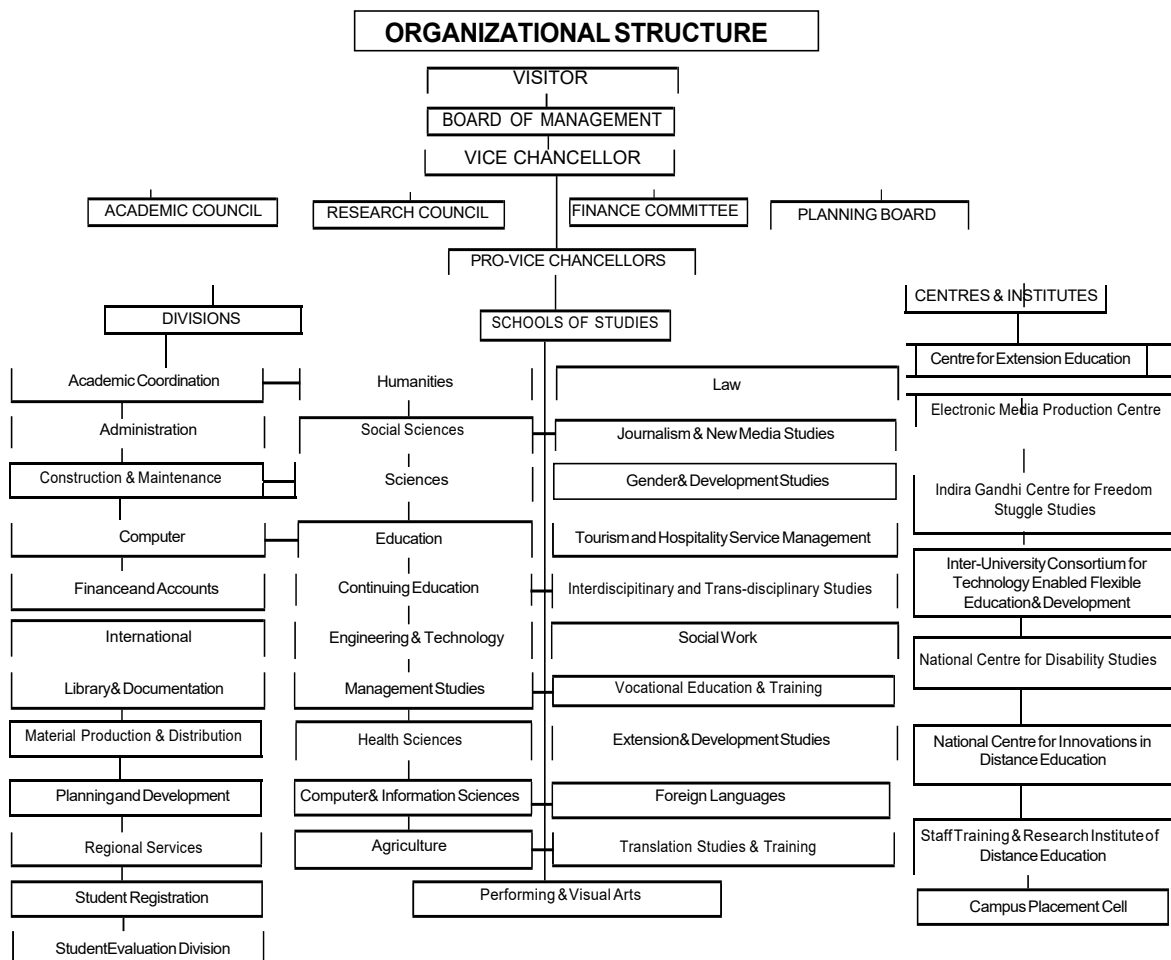 ORGANIZATIONAL STRUCTURE
VISITOR
BOARD OF MANAGEMENT
VICE CHANCELLOR
ACADEMIC COUNCIL
RESEARCH COUNCIL
FINANCE COMMITTEE
PLANNING BOARD
PRO-VICE CHANCELLORS
DIVISIONS
Academic Coordination
Administration
Construction & Maintenance
Computer
Finance and Accounts
International
Library & Documentation
Material Production & Distribution
Planning and Development
Regional Services
Student Registration
Student Evaluation Division
SCHOOLS OF STUDIES
Humanities
Social Sciences
Sciences
Education
Continuing Education
Engineering & Technology
Management Studies
Health Sciences
Computer & Information Sciences
Agriculture
Law
Journalism & New Media Studies
Gender & Development Studies
Tourism and Hospitality Service Management
Interdiscipitinary and Trans-disciplinary Studies
Social Work
Vocational Education & Training
Extension & Development Studies
Foreign Languages
Translation Studies & Training
Performing & Visual Arts
CENTRES & INSTITUTES
Centre for Extension Education
Electronic Media Production Centre
Indira Gandhi Centre for Freedom
Stuggle Studies
Inter-University Consortium for
Technology Enabled Flexible
Education & Development
National Centre for Disability Studies
National Centre for Innovations in
Distance Education
Staff Training & Research Institute of
Distance Education
Campus Placement Cell